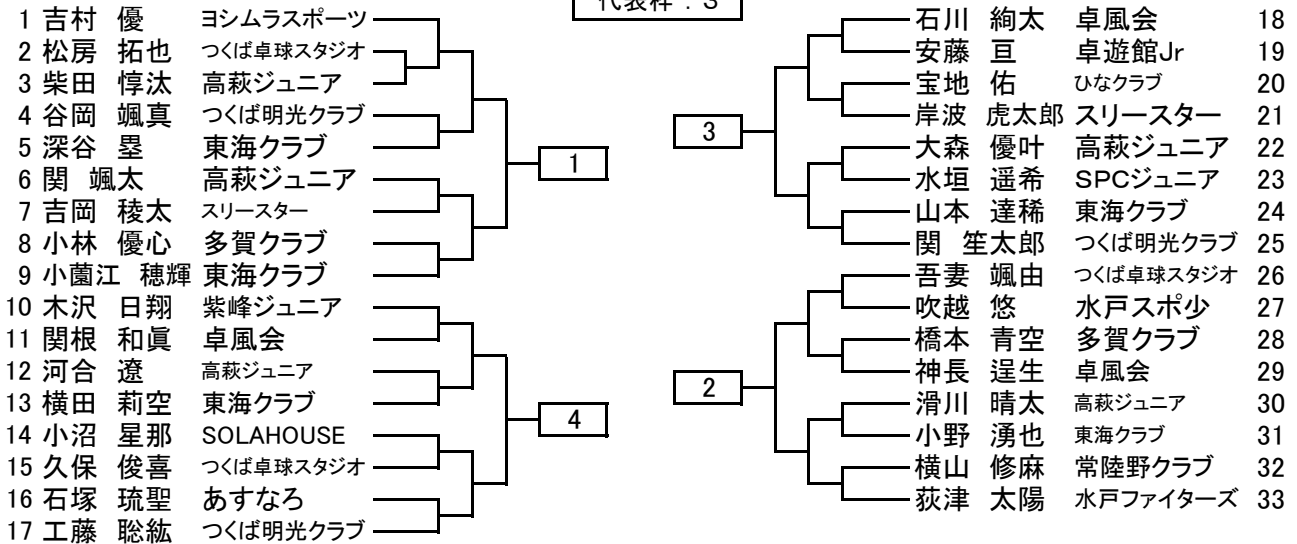 代表枠：3
1 吉村 優 ヨシムラスポーツ
2 松房 拓也 つくば卓球スタジオ
3 柴田 惇汰 高萩ジュニア
4 谷岡 颯真 つくば明光クラブ
5 深谷 塁 東海クラブ
6 関 颯太 高萩ジュニア
7 吉岡 稜太 スリースター
8 小林 優心 多賀クラブ
9 小薗江 穂輝 東海クラブ
10 木沢 日翔 紫峰ジュニア
11 関根 和眞 卓風会
12 河合 遼 高萩ジュニア
13 横田 莉空 東海クラブ
14 小沼 星那 SOLAHOUSE
15 久保 俊喜 つくば卓球スタジオ
16 石塚 琉聖 あすなろ
17 工藤 聡紘 つくば明光クラブ
1
4
3
2
石川 絢太 卓風会 18
安藤 亘 卓遊館Jr 19
宝地 佑 ひなクラブ 20
岸波 虎太郎 スリースター 21
大森 優叶 高萩ジュニア 22
水垣 遥希 SPCジュニア 23
山本 達稀 東海クラブ 24
関 笙太郎 つくば明光クラブ 25
吾妻 颯由 つくば卓球スタジオ 26
吹越 悠 水戸スポ少 27
橋本 青空 多賀クラブ 28
神長 逞生 卓風会 29
滑川 晴太 高萩ジュニア 30
小野 湧也 東海クラブ 31
横山 修麻 常陸野クラブ 32
荻津 太陽 水戸ファイターズ 33